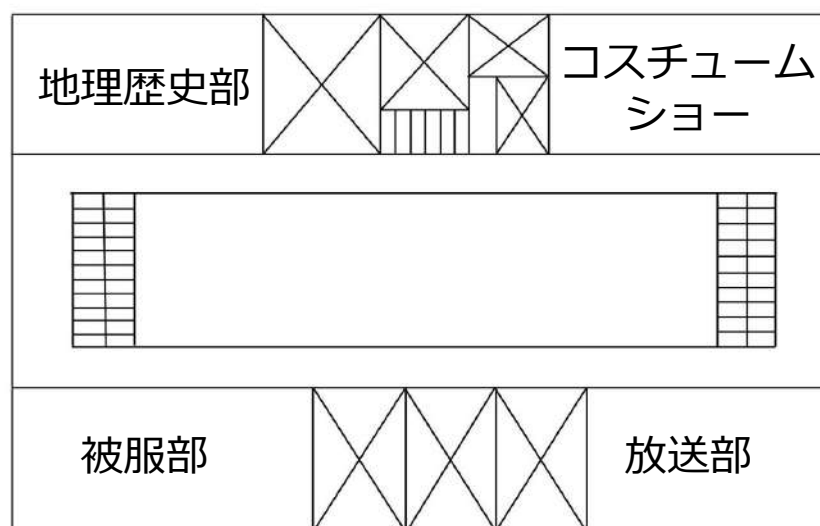 地理歴史部
コスチューム
ショー
被服部
放送部